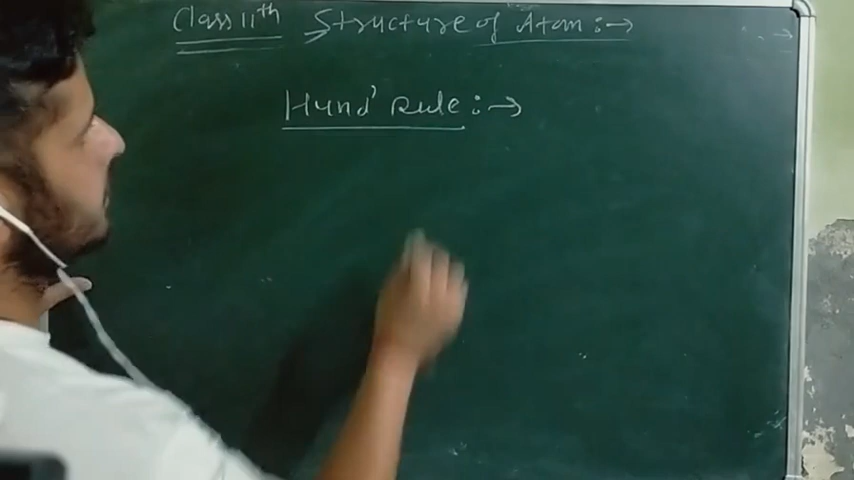 Class 11th Structure of Atom :→
Hund' Rule :→